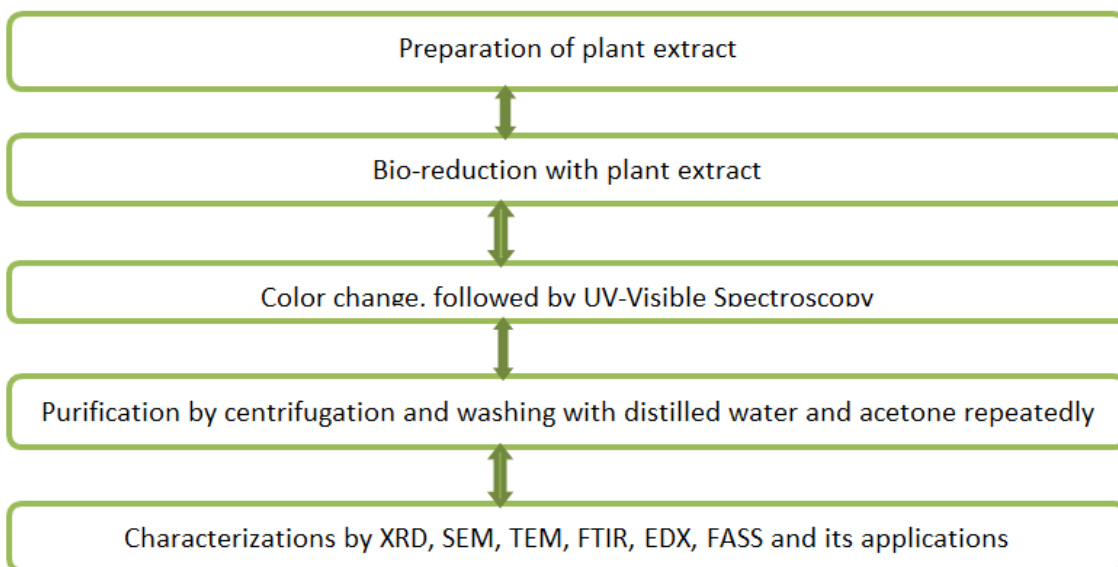 Preparation of plant extract
Bio-reduction with plant extract
Color change, followed by UV-Visible Spectroscopy
Purification by centrifugation and washing with distilled water and acetone repeatedly
Characterizations by XRD, SEM, TEM, FTIR, EDX, FASS and its applications